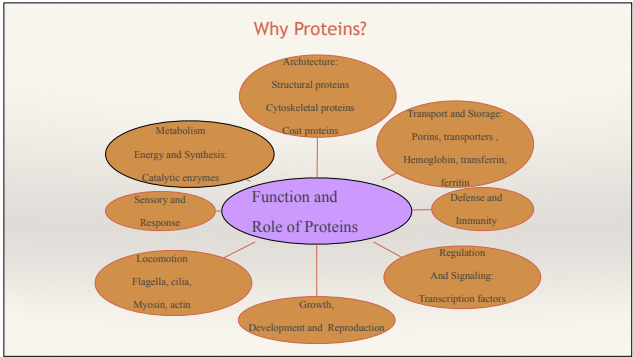 Why Proteins?
Architecture:
Structural proteins
Cytoskeletal proteins
Coat proteins
Transport and Storage:
Porins, transporters ,
Hemoglobin, transferrin,
ferritin
Metabolism
Energy and Synthesis:
Catalytic enzymes
Function and
Role of Proteins
Sensory and
Response
Defense and
Immunity
Locomotion
Flagella, cilia,
Myosin, actin
Regulation
And Signaling:
Transcription factors
Growth,
Development and Reproduction